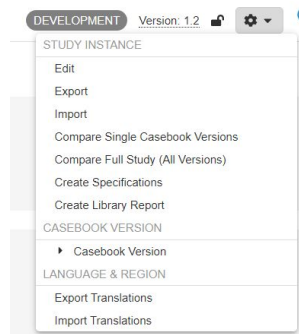 DEVELOPMENT Version: 1.2
STUDY INSTANCE
Edit
Export
Import
Compare Single Casebook Versions
Compare Full Study (All Versions)
Create Specifications
Create Library Report
CASEBOOK VERSION
Casebook Version
LANGUAGE & REGION
Export Translations
Import Translations